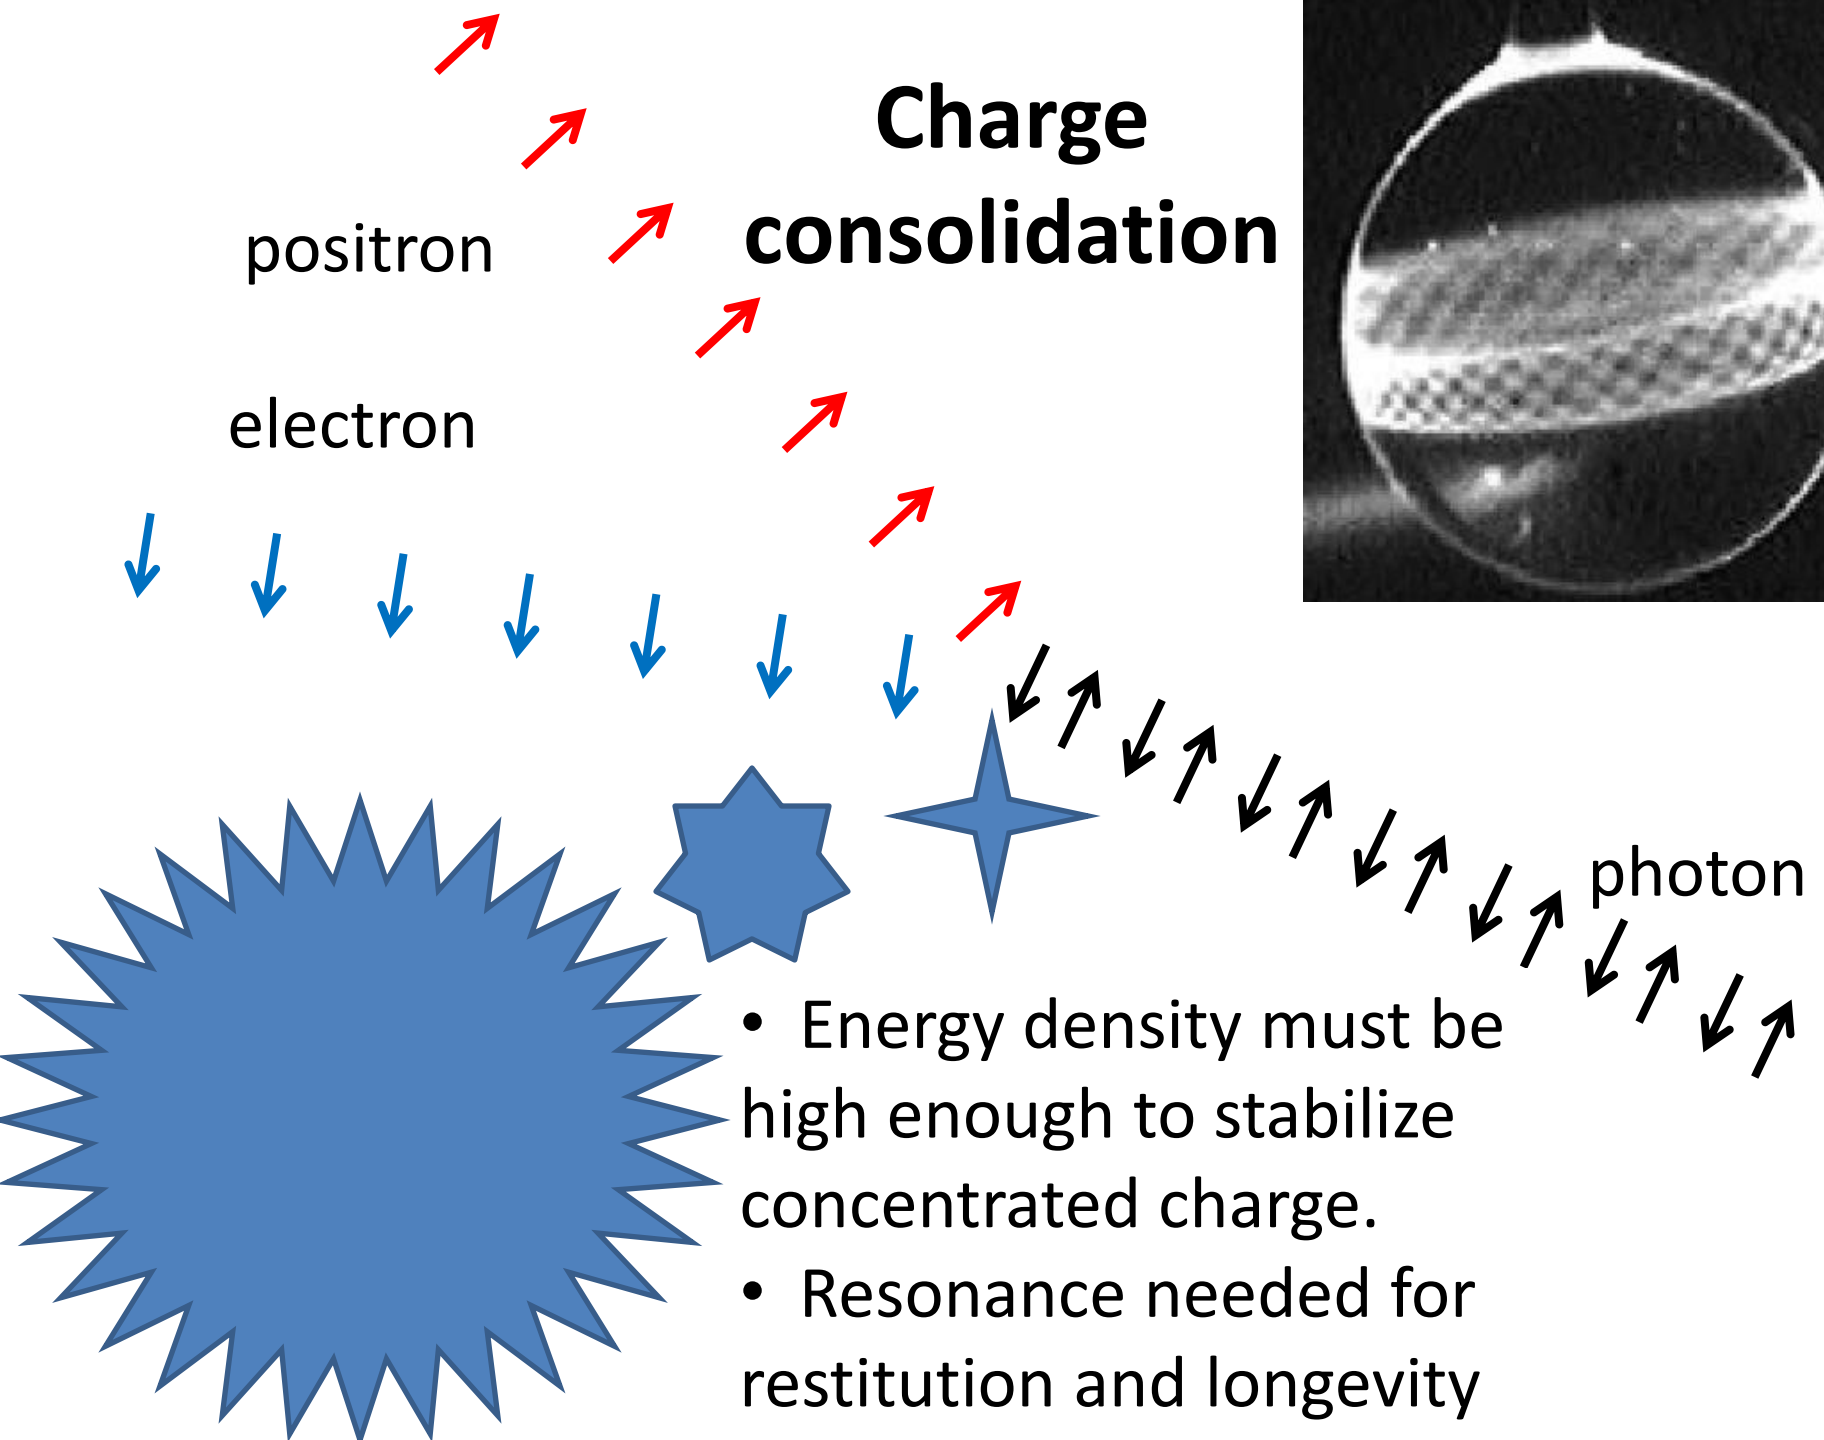 Charge
consolidation
positron
electron
photon
• Energy density must be
high enough to stabilize
concentrated charge.
• Resonance needed for
restitution and longevity